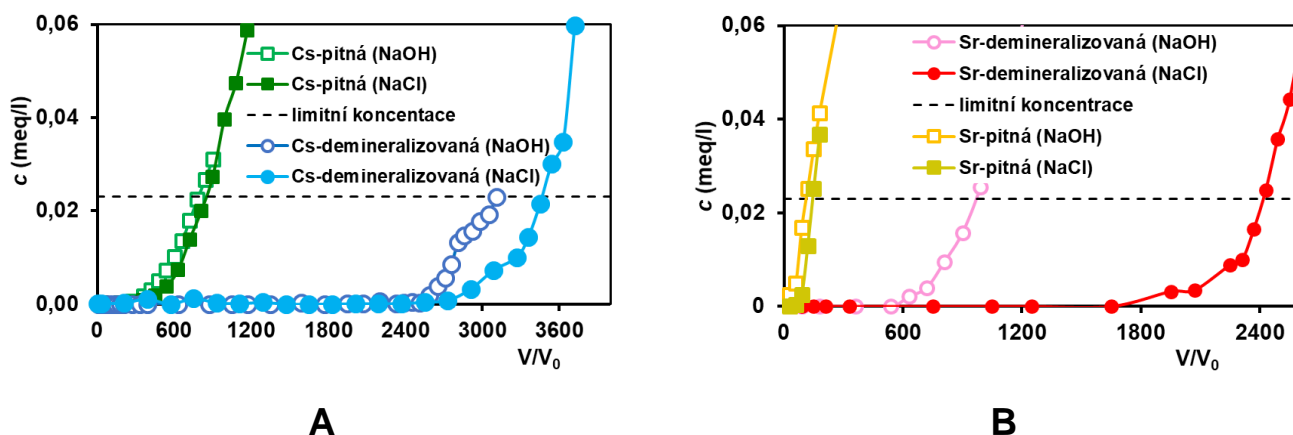 0,06
0,04
0,02
0,00
c (meq/l)
Cs-pitná (NaOH)
Cs-pitná (NaCl)
limitní koncentace
Cs-demineralizovaná (NaOH)
Cs-demineralizovaná (NaCl)
0 600 1200 1800 2400 3000 3600
V/V0
A
0,06
0,04
0,02
0
c (meq/l)
Sr-demineralizovaná (NaOH)
Sr-demineralizovaná (NaCl)
limitní koncentrace
Sr-pitná (NaOH)
Sr-pitná (NaCl)
0 600 1200 1800 2400
V/V0
B